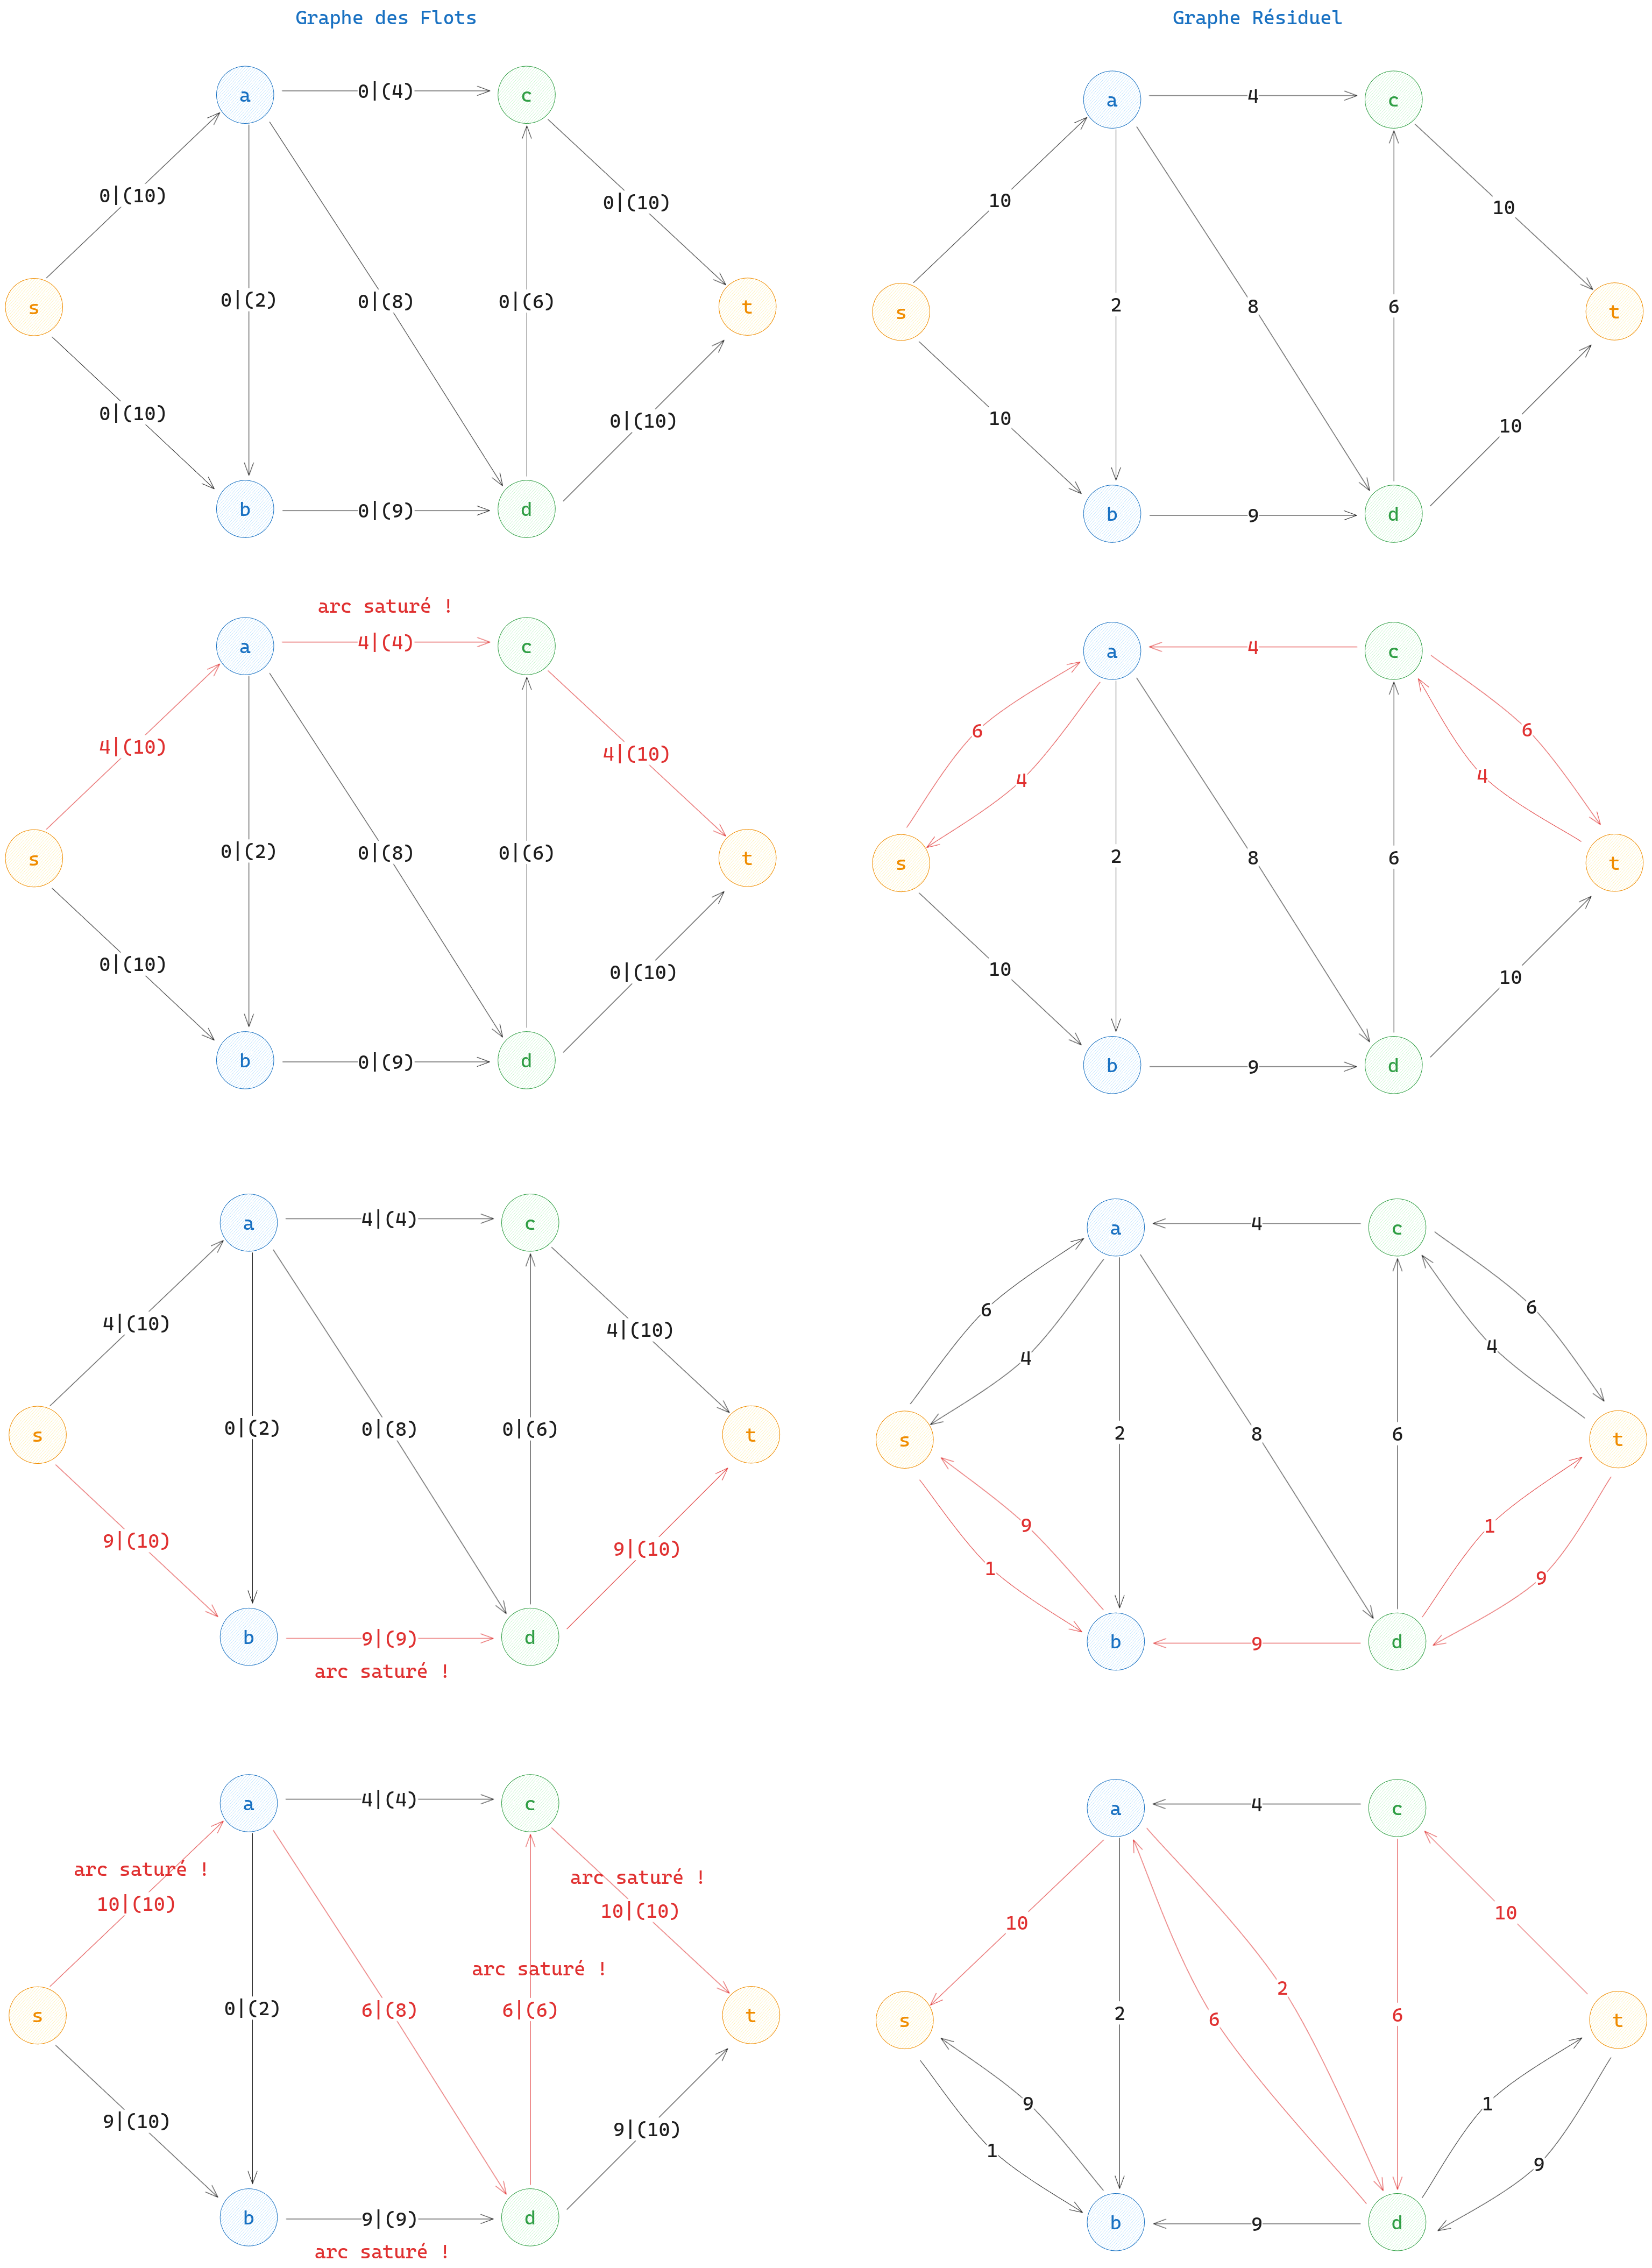 Graphe des Flots
Graphe Résiduel
a
0|(4)
c
a
4
c
0|(10)
0|(10)
10
10
s
0|(2)
0|(8)
0|(6)
t
s
2
8
6
t
0|(10)
0|(10)
10
10
b
0|(9)
d
b
9
d
arc saturé !
a
4|(4)
c
a
4
c
4|(10)
4|(10)
6
4
6
4
s
0|(2)
0|(8)
0|(6)
t
s
2
8
6
t
0|(10)
0|(10)
10
10
b
0|(9)
d
b
9
d
a
4|(4)
c
a
4
c
4|(10)
4|(10)
6
4
6
4
s
0|(2)
0|(8)
0|(6)
t
s
2
8
6
t
9|(10)
9|(10)
9
1
1
9
b
9|(9)
d
b
9
d
arc saturé !
a
4|(4)
c
a
4
c
arc saturé !
arc saturé !
10|(10)
10|(10)
10
10
arc saturé !
s
0|(2)
6|(8)
6|(6)
t
s
2
6
2
6
t
9|(10)
9|(10)
9
1
1
9
b
9|(9)
d
b
9
d
arc saturé !